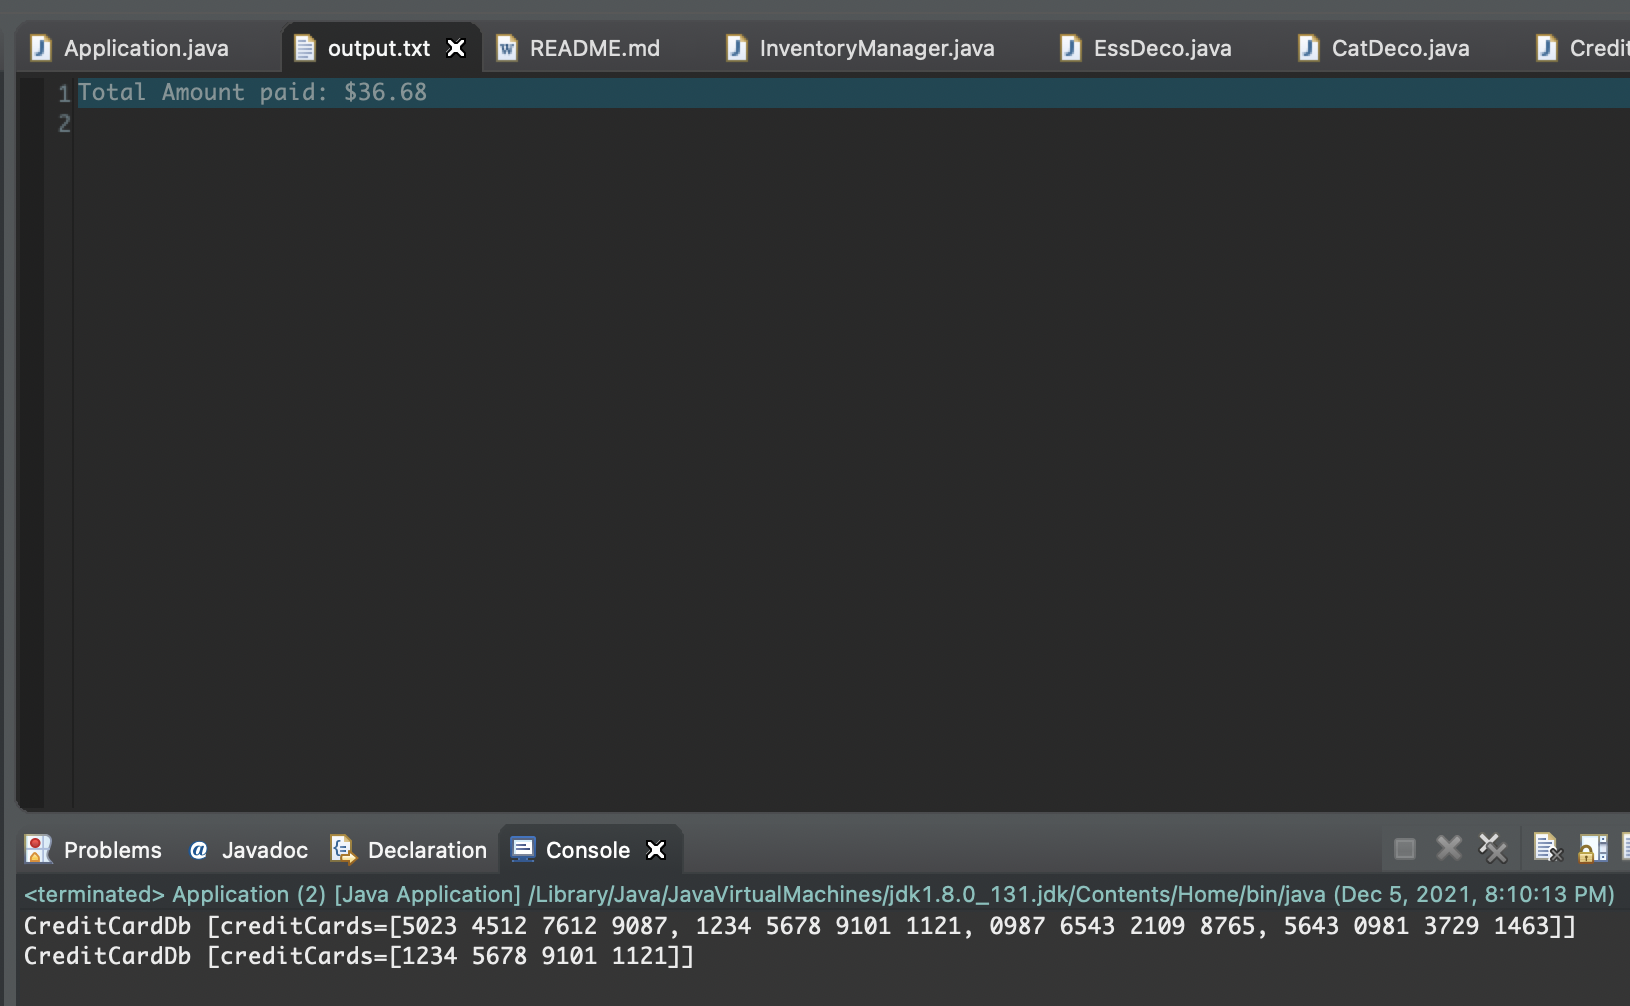 Application.java output.txt README.md InventoryManager.java EssDeco.java CatDeco.java Credit
1 Total Amount paid: $36.68
2
Problems @ Javadoc Declaration Console
<terminated> Application (2) [Java Application] /Library/Java/JavaVirtualMachines/jdk1.8.0_131.jdk/Contents/Home/bin/java (Dec 5, 2021, 8:10:13 PM)
CreditCardDb [creditCards=[5023 4512 7612 9087, 1234 5678 9101 1121, 0987 6543 2109 8765, 5643 0981 3729 1463]]
CreditCardDb [creditCards=[1234 5678 9101 1121]]